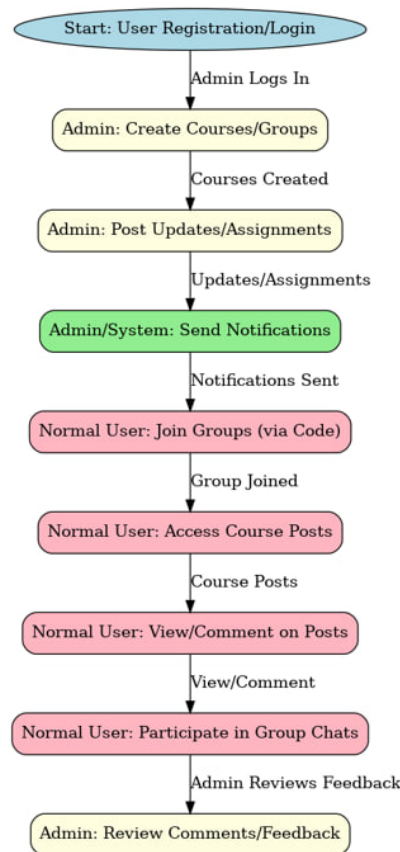 Start: User Registration/Login
Admin Logs In
Admin: Create Courses/Groups
Courses Created
Admin: Post Updates/Assignments
Updates/Assignments
Admin/System: Send Notifications
Notifications Sent
Normal User: Join Groups (via Code)
Group Joined
Normal User: Access Course Posts
Course Posts
Normal User: View/Comment on Posts
View/Comment
Normal User: Participate in Group Chats
Admin Reviews Feedback
Admin: Review Comments/Feedback